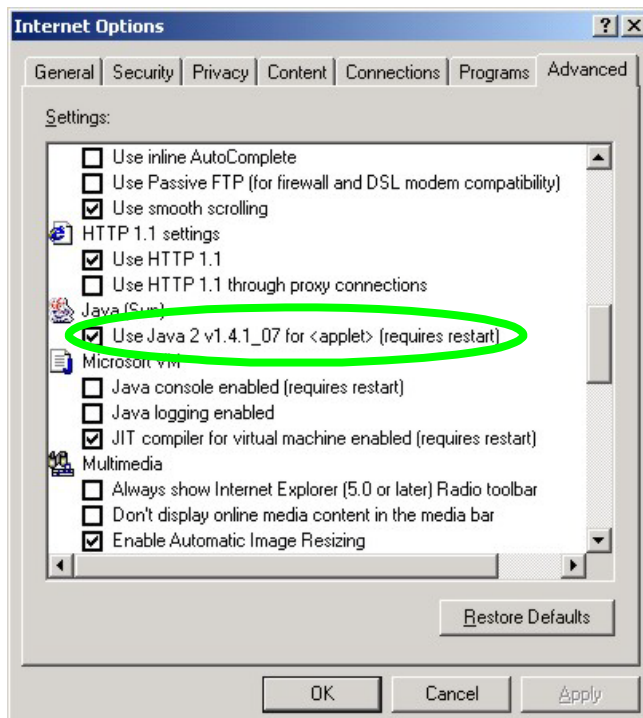 Internet Options
General Security Privacy Content Connections Programs Advanced
Settings:
Use inline AutoComplete
Use Passive FTP (for firewall and DSL modem compatibility)
Use smooth scrolling
HTTP 1.1 settings
Use HTTP 1.1
Use HTTP 1.1 through proxy connections
Java (Sun)
Use Java 2 v1.4.1_07 for <applet> (requires restart)
Microsoft VM
Java console enabled (requires restart)
Java logging enabled
JIT compiler for virtual machine enabled (requires restart)
Multimedia
Always show Internet Explorer (5.0 or later) Radio toolbar
Don't display online media content in the media bar
Enable Automatic Image Resizing
Restore Defaults
OK Cancel Apply